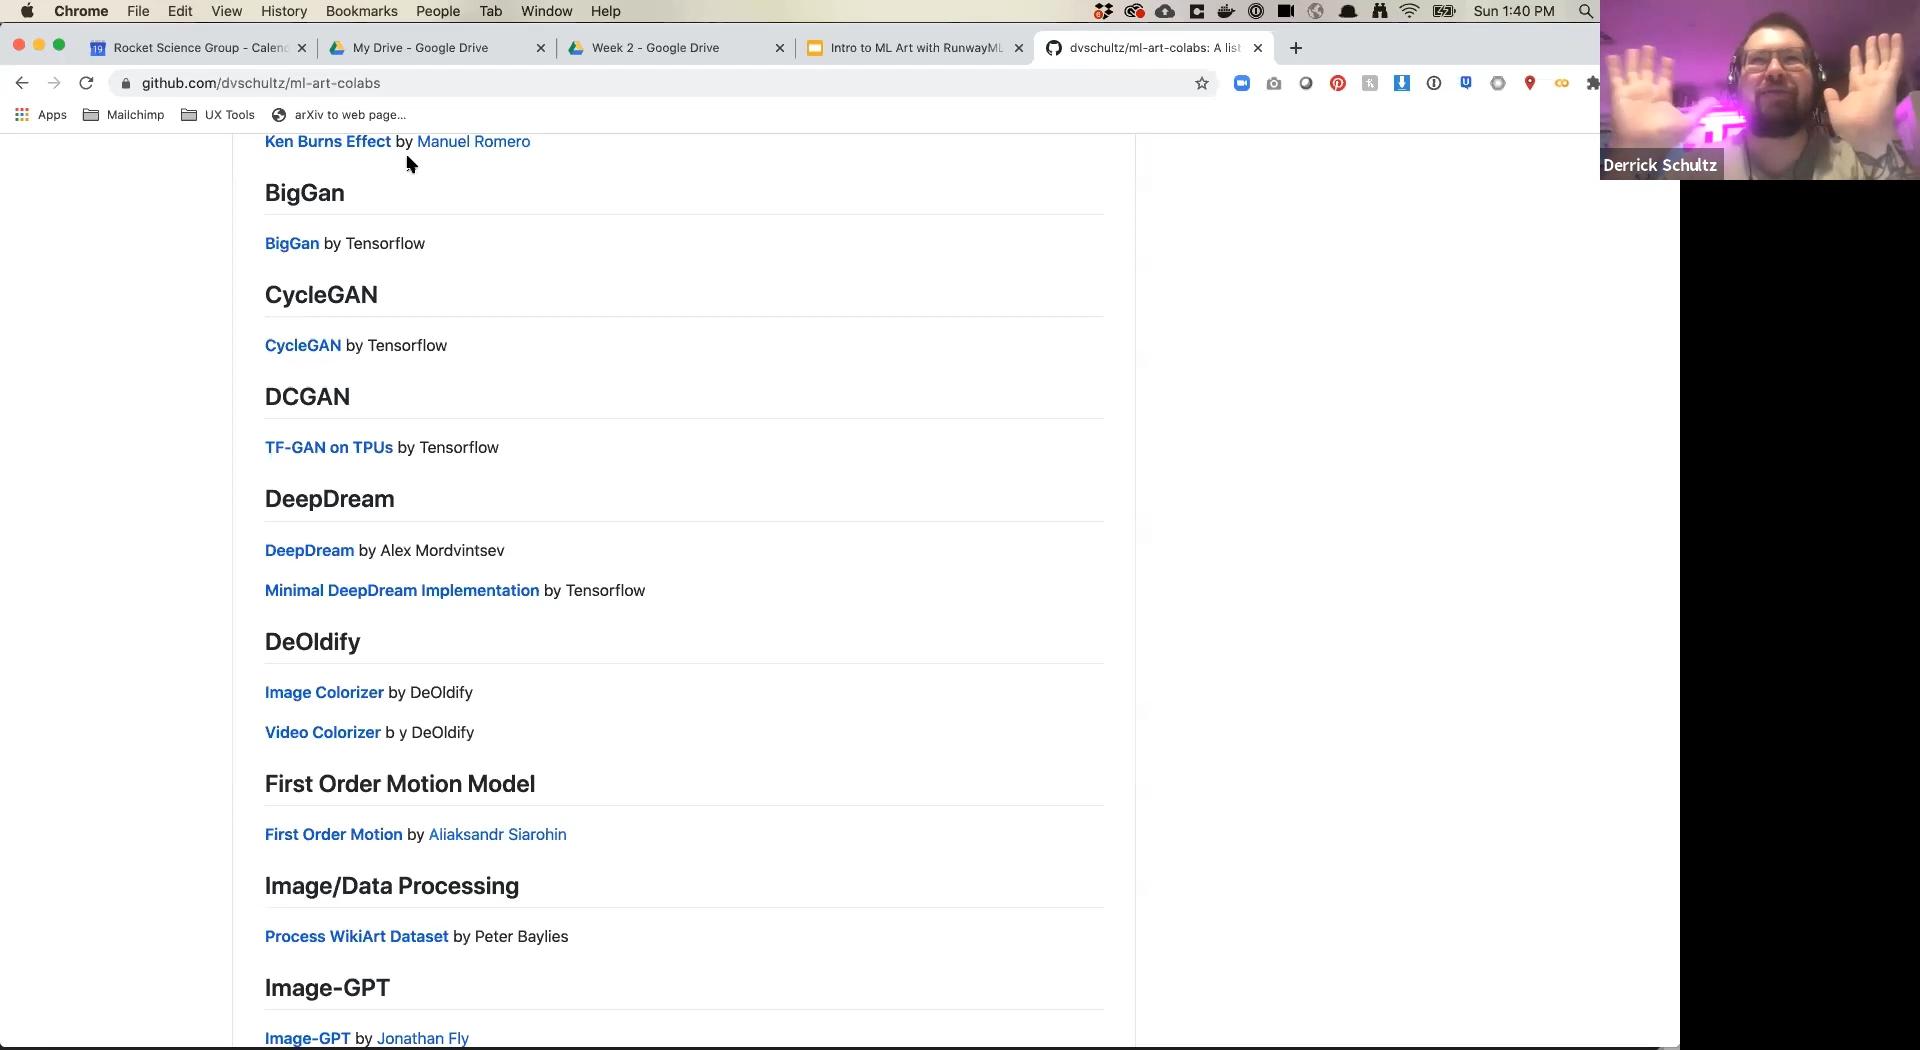 Chrome File Edit View History Bookmarks People Tab Window Help Sun 1:40 PM
19 Rocket Science Group - Calend My Drive - Google Drive Week 2 - Google Drive Intro to ML Art with RunwayML dvschultz/ml-art-colabs: A list
github.com/dvschultz/ml-art-colabs
Apps Mailchimp UX Tools arXiv to web page...
Derrick Schultz
Ken Burns Effect by Manuel Romero
BigGan
BigGan by Tensorflow
CycleGAN
CycleGAN by Tensorflow
DCGAN
TF-GAN on TPUs by Tensorflow
DeepDream
DeepDream by Alex Mordvintsev
Minimal DeepDream Implementation by Tensorflow
DeOldify
Image Colorizer by DeOldify
Video Colorizer b y DeOldify
First Order Motion Model
First Order Motion by Aliaksandr Siarohin
Image/Data Processing
Process WikiArt Dataset by Peter Baylies
Image-GPT
Image-GPT by Jonathan Fly